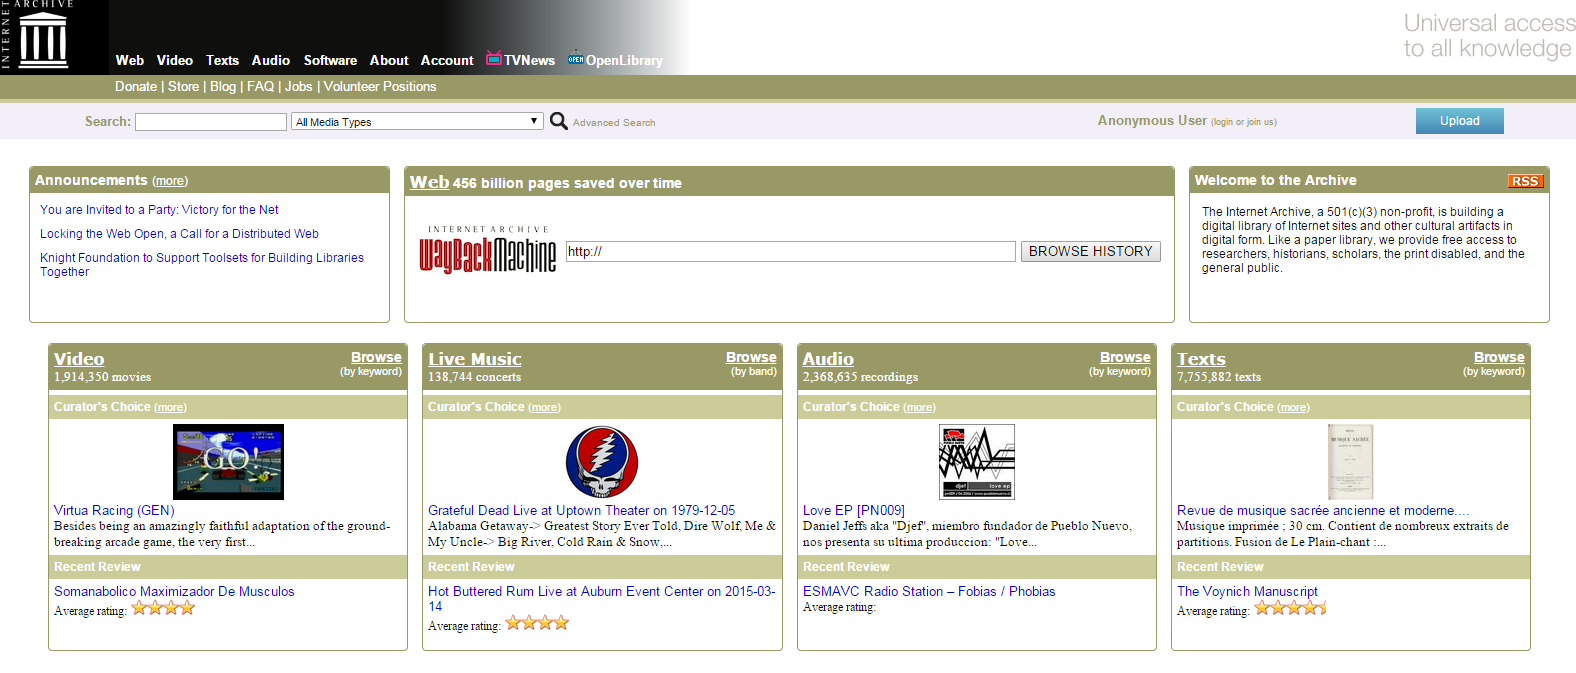 INTERNET ARCHIVE
Universal access
to all knowledge
Web Video Texts Audio Software About Account TVNews OPEN OpenLibrary
Donate | Store | Blog | FAQ | Jobs | Volunteer Positions
Search: All Media Types Advanced Search Anonymous User (login or join us) Upload
Announcements (more)
You are Invited to a Party: Victory for the Net
Locking the Web Open, a Call for a Distributed Web
Knight Foundation to Support Toolsets for Building Libraries
Together
Web 456 billion pages saved over time
INTERNET ARCHIVE
WayBackMachine
http:// BROWSE HISTORY
Welcome to the Archive RSS
The Internet Archive, a 501(c)(3) non-profit, is building a
digital library of Internet sites and other cultural artifacts in
digital form. Like a paper library, we provide free access to
researchers, historians, scholars, the print disabled, and the
general public.
Video Browse
1,914,350 movies (by keyword)
Curator's Choice (more)
GO!
Virtua Racing (GEN)
Besides being an amazingly faithful adaptation of the ground-
breaking arcade game, the very first...
Recent Review
Somanabolico Maximizador De Musculos
Average rating:
Live Music Browse
138,744 concerts (by band)
Curator's Choice (more)
Grateful Dead Live at Uptown Theater on 1979-12-05
Alabama Getaway-> Greatest Story Ever Told, Dire Wolf, Me &
My Uncle-> Big River, Cold Rain & Snow,...
Recent Review
Hot Buttered Rum Live at Auburn Event Center on 2015-03-
14
Average rating:
Audio Browse
2,368,635 recordings (by keyword)
Curator's Choice (more)
djef love ep
Love EP [PN009]
Daniel Jeffs aka "Djef", miembro fundador de Pueblo Nuevo,
nos presenta su ultima produccion: "Love...
Recent Review
ESMAVC Radio Station – Fobias / Phobias
Average rating:
Texts Browse
7,755,882 texts (by keyword)
Curator's Choice (more)
MUSIQUE SACRÉE
Revue de musique sacrée ancienne et moderne....
Musique imprimée ; 30 cm. Contient de nombreux extraits de
partitions. Fusion de Le Plain-chant :...
Recent Review
The Voynich Manuscript
Average rating: